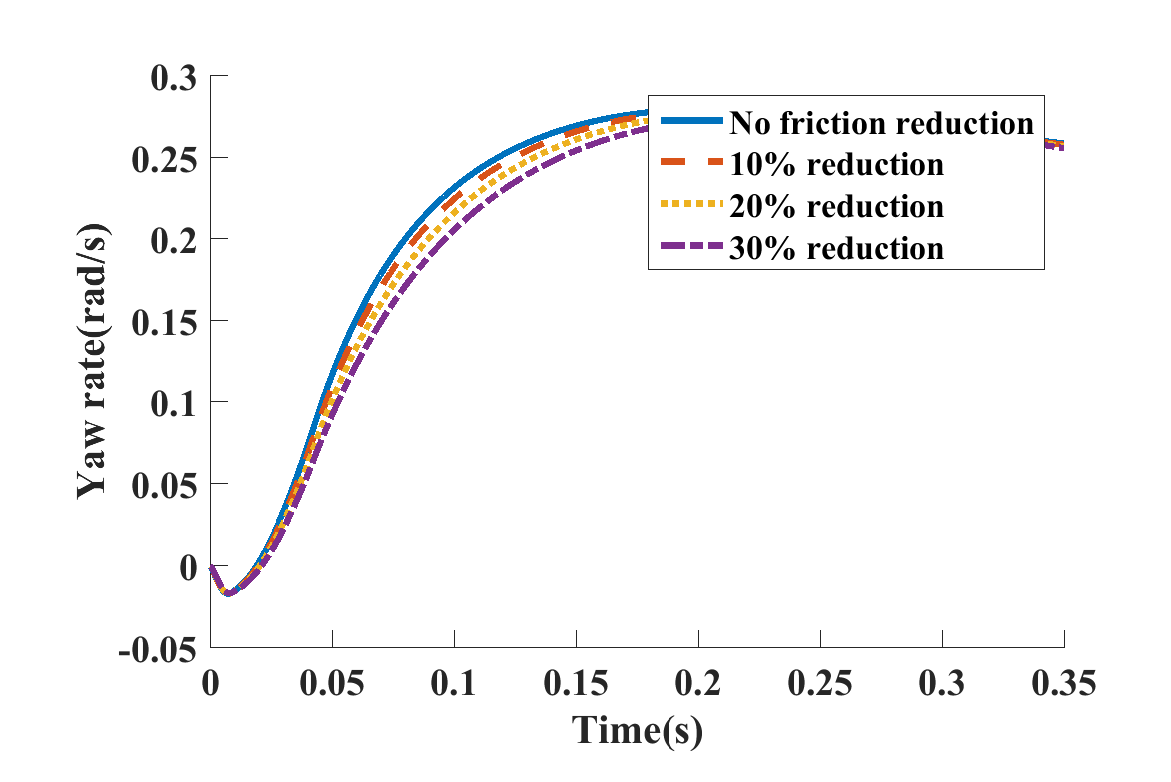 0.3
0.25
0.2
0.15
0.1
0.05
0
-0.05
Yaw rate(rad/s)
No friction reduction
10% reduction
20% reduction
30% reduction
0 0.05 0.1 0.15 0.2 0.25 0.3 0.35
Time(s)